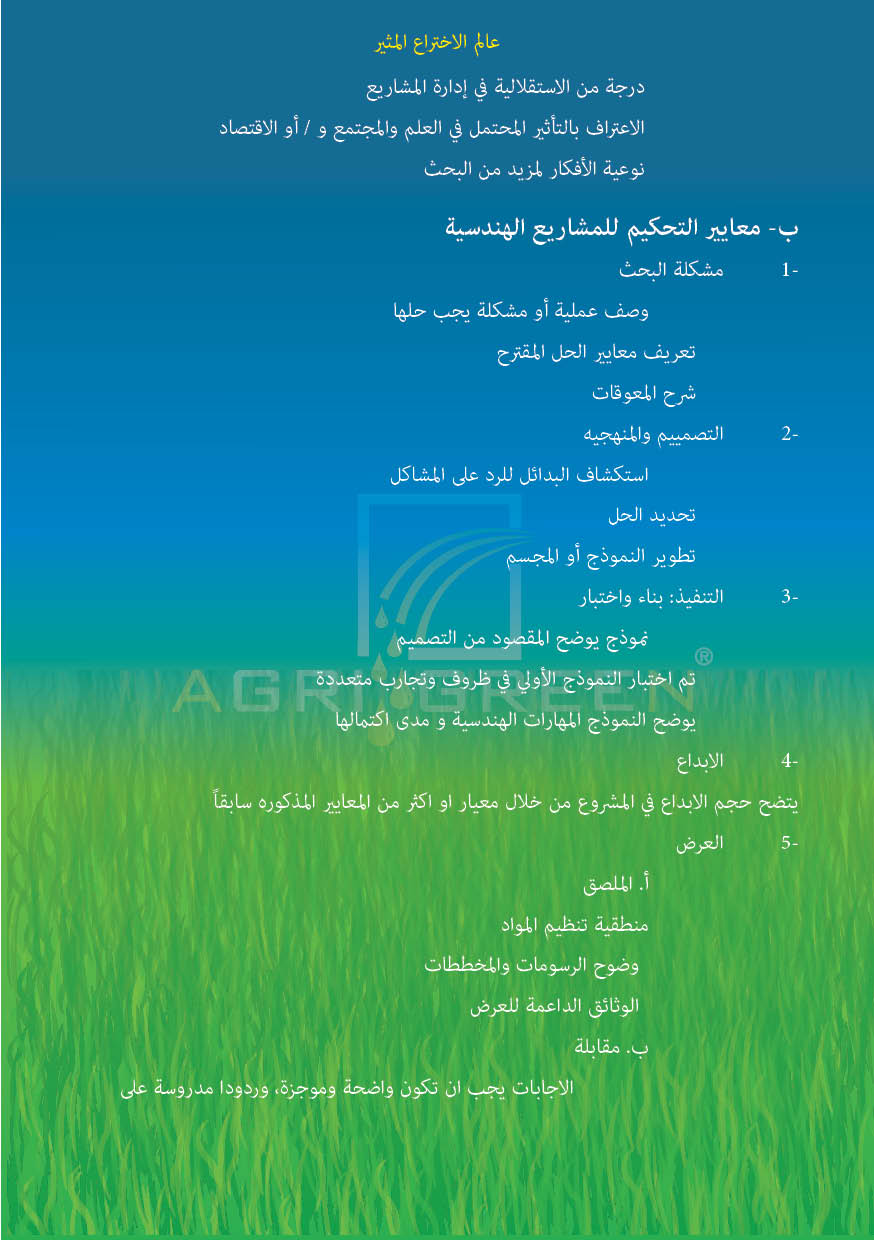 عالم الاختراع المثير
درجة من الاستقلالية في إدارة المشاريع
الاعتراف بالتأثير المحتمل في العلم والمجتمع و / أو الاقتصاد
نوعية الأفكار لمزيد من البحث
ب- معايير التحكيم للمشاريع الهندسية
1- مشكلة البحث
وصف عملية أو مشكلة يجب حلها
تعريف معايير الحل المقترح
شرح المعوقات
2- التصمييم والمنهجيه
استكشاف البدائل للرد على المشاكل
تحديد الحل
تطوير النموذج أو المجسم
3- التنفيذ: بناء واختبار
نموذج يوضح المقصود من التصميم
تم اختبار النموذج الأولي في ظروف وتجارب متعددة
AGRI GREEN®
يوضح النموذج المهارات الهندسية و مدى اكتمالها
4- الابداع
يتضح حجم الابداع في المشروع من خلال معيار او اكثر من المعايير المذكوره سابقاً
5- العرض
أ. الملصق
منطقية تنظيم المواد
وضوح الرسومات والمخططات
الوثائق الداعمة للعرض
ب. مقابلة
الاجابات يجب ان تكون واضحة وموجزة، وردودا مدروسة على